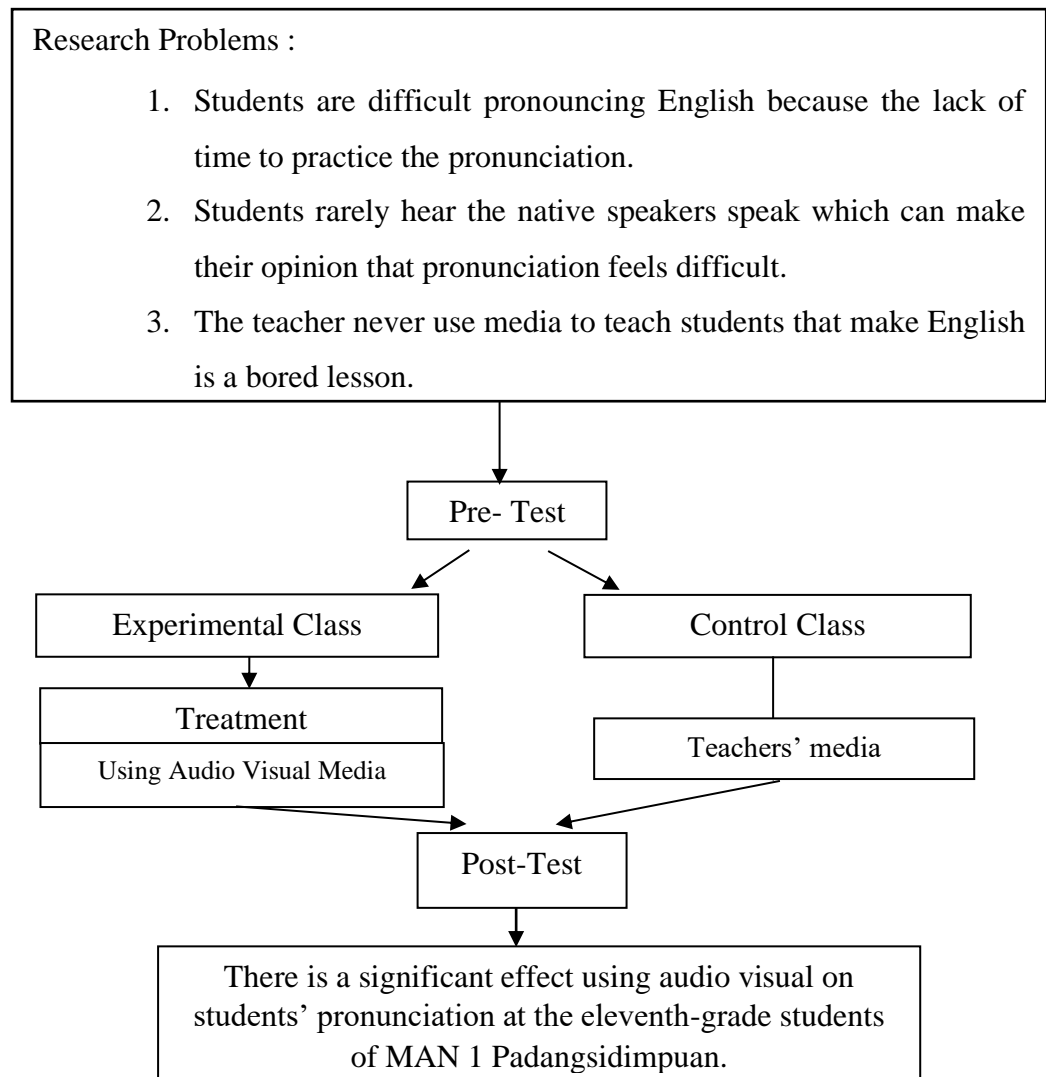 Research Problems :
1. Students are difficult pronouncing English because the lack of
time to practice the pronunciation.
2. Students rarely hear the native speakers speak which can make
their opinion that pronunciation feels difficult.
3. The teacher never use media to teach students that make English
is a bored lesson.
Pre- Test
Experimental Class
Control Class
Treatment
Using Audio Visual Media
Teachers’ media
Post-Test
There is a significant effect using audio visual on
students’ pronunciation at the eleventh-grade students
of MAN 1 Padangsidimpuan.